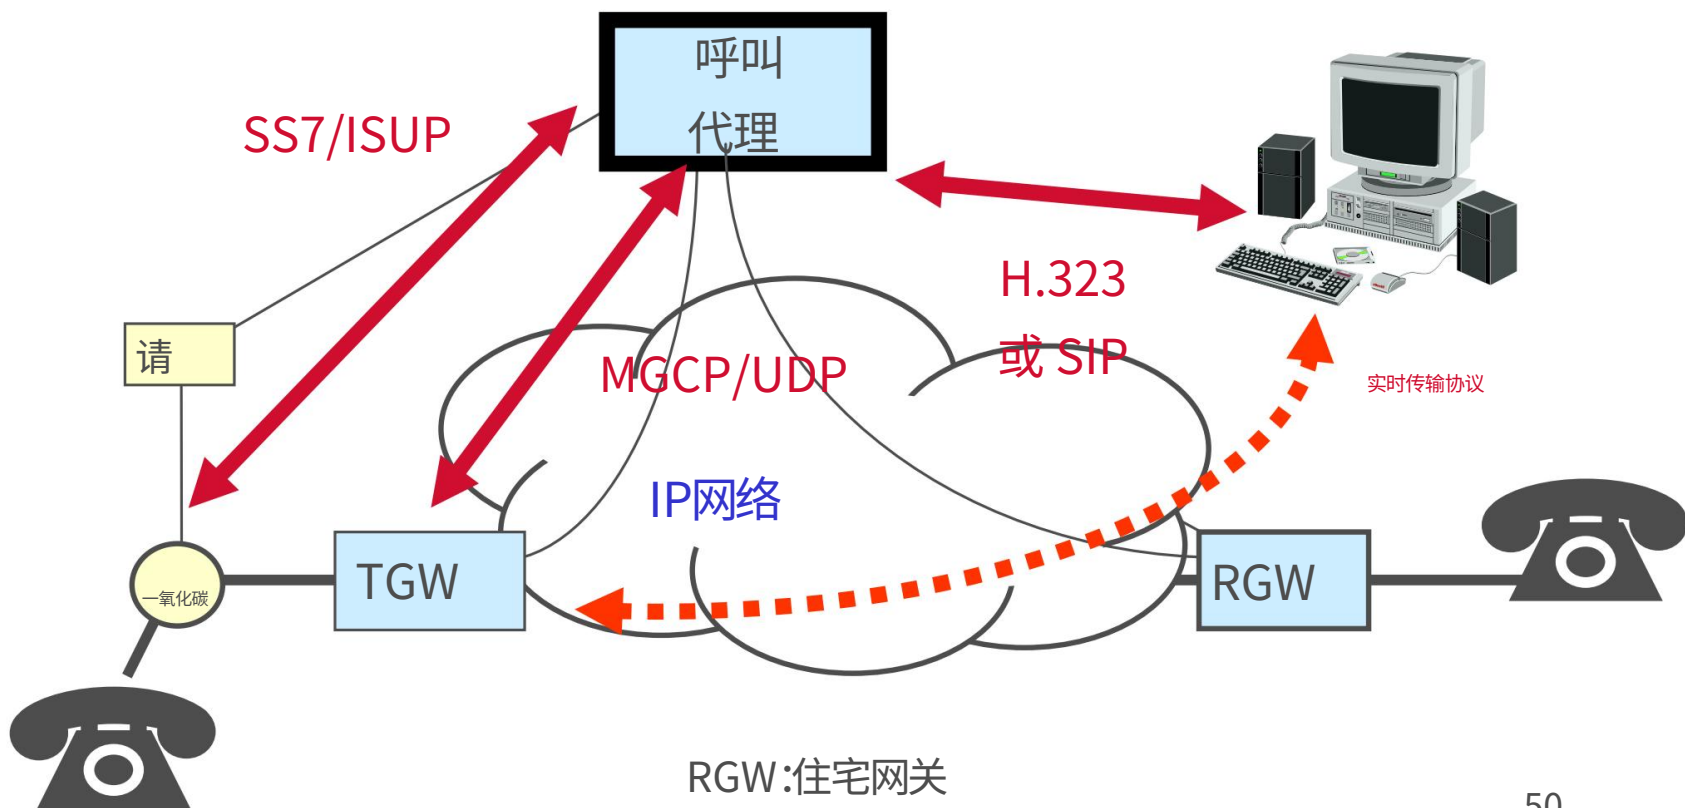 呼叫
代理
SS7/ISUP
H.323
或 SIP
请
MGCP/UDP
实时传输协议
IP网络
TGW
RGW
一氧化碳
RGW:住宅网关
50